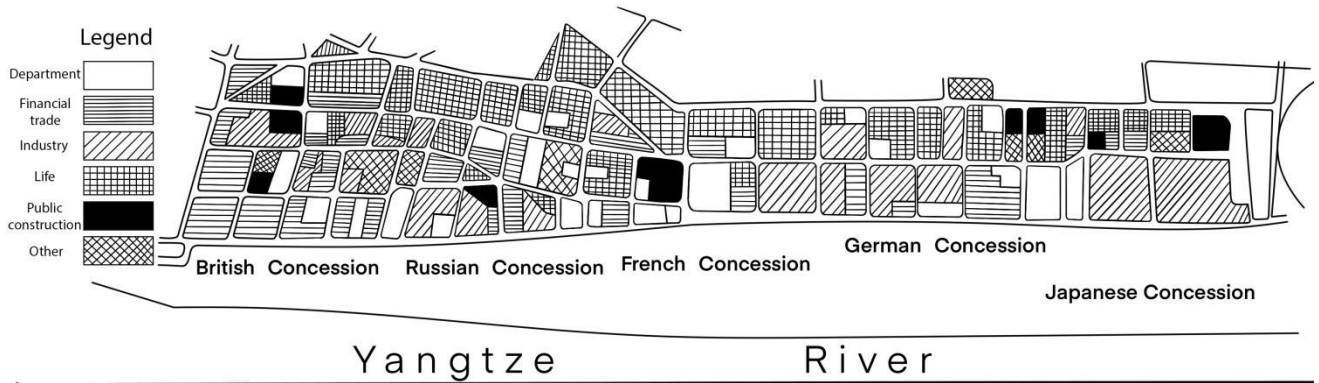 Legend
Department
Financial
trade
Industry
Life
Public
construction
Other
British Concession
Russian Concession
French Concession
German Concession
Japanese Concession
Yangtze River